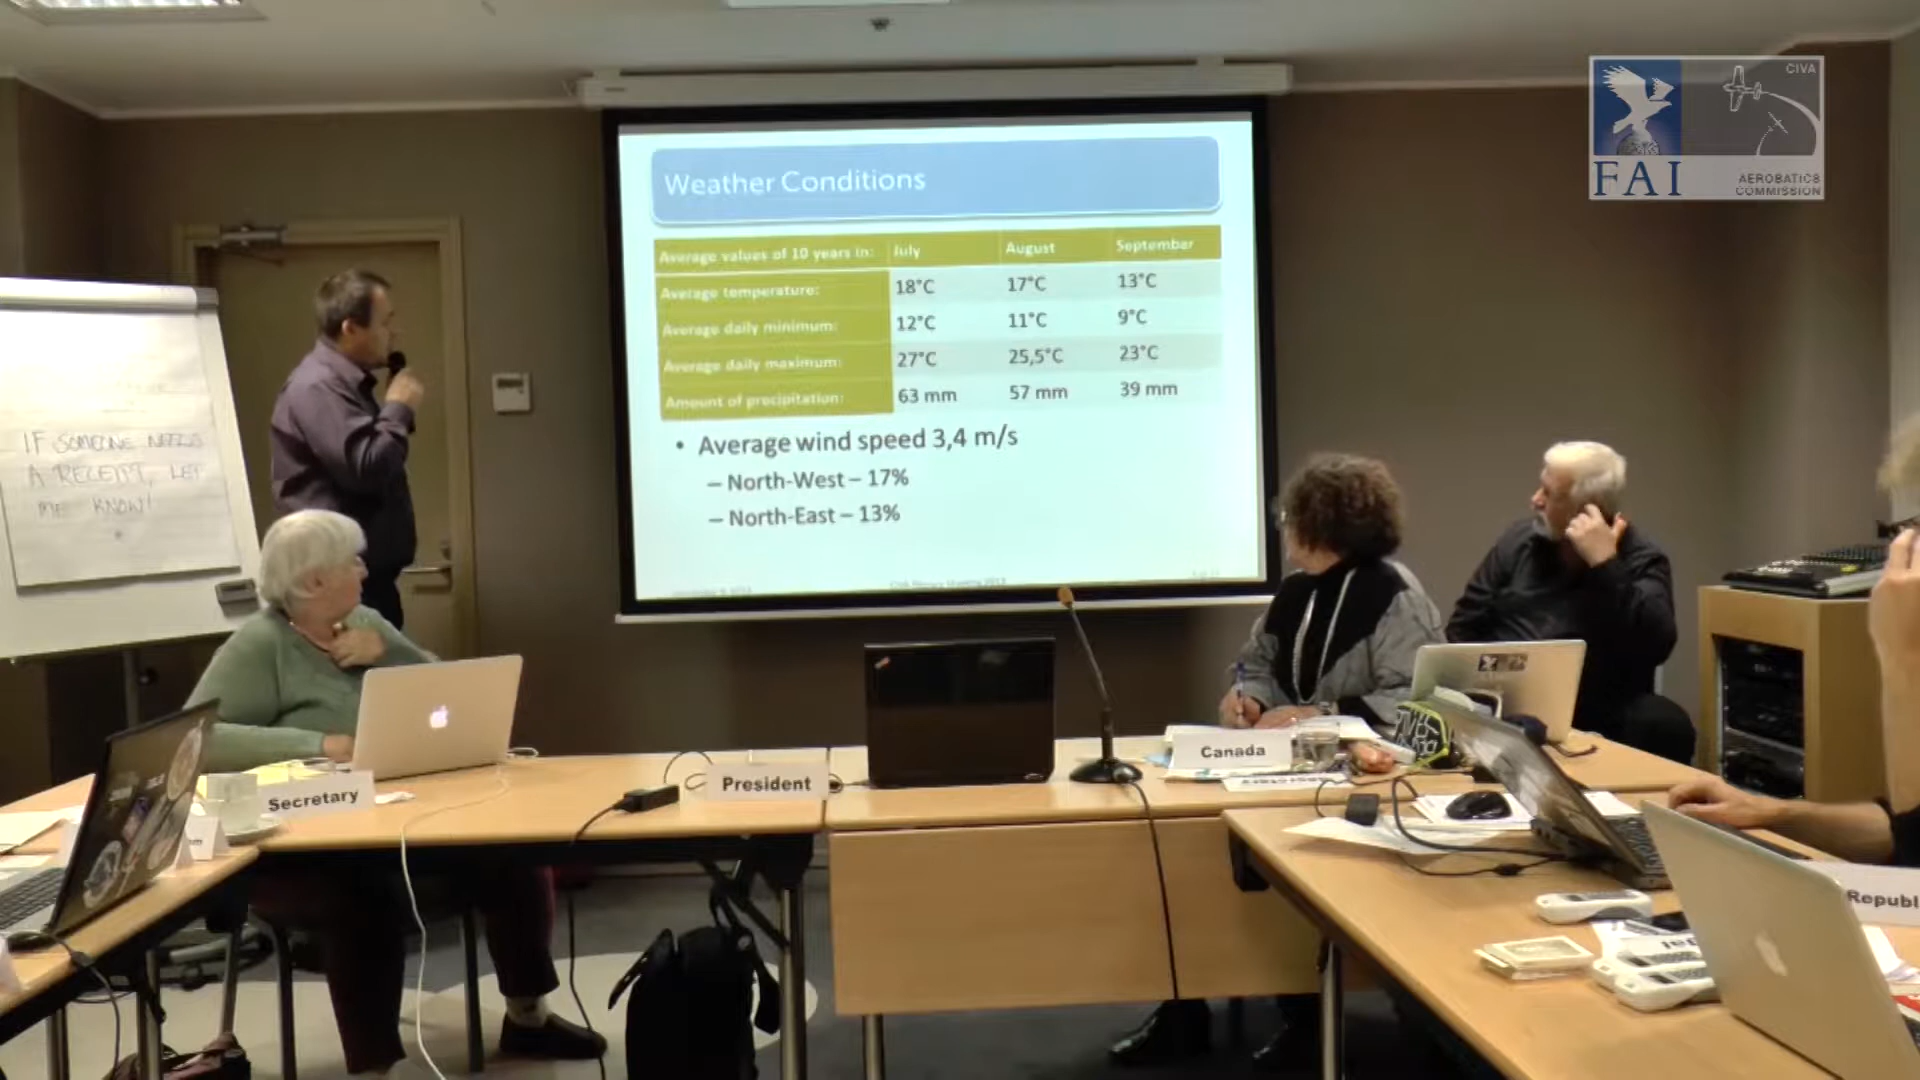 CIVA
FAI
AEROBATICS
COMMISSION
Weather Conditions
Average values of 10 years in: July August September
Average temperature: 18°C 17°C 13°C
Average daily minimum: 12°C 11°C 9°C
Average daily maximum: 27°C 25,5°C 23°C
Amount of precipitation: 63 mm 57 mm 39 mm
• Average wind speed 3,4 m/s
– North-West – 17%
– North-East – 13%
IF SOMEONE NEEDS
A RECEIPT, LET
ME KNOW!
Secretary
President
Canada
Republ